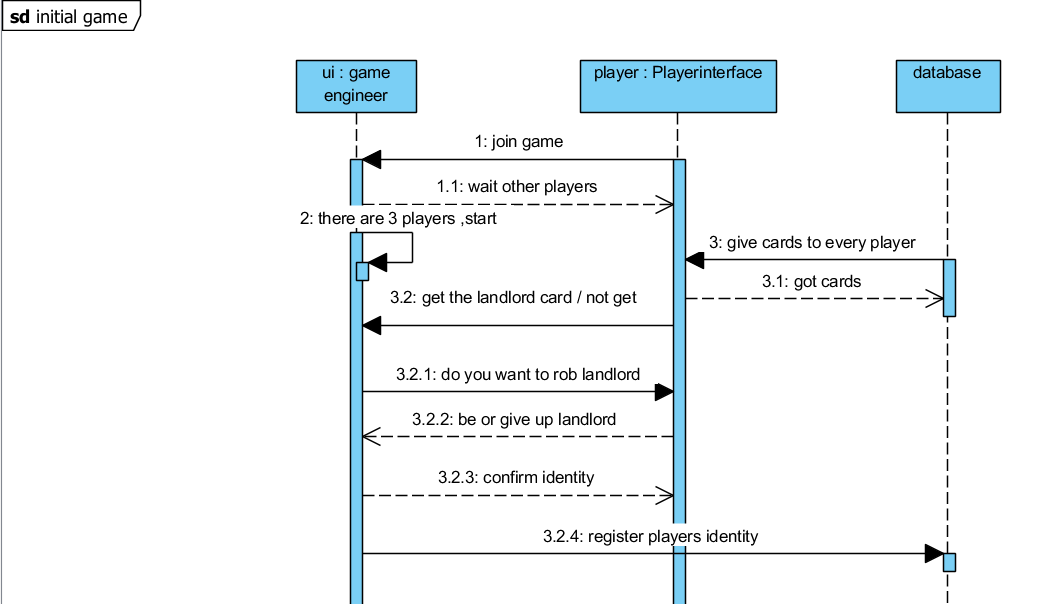 sd initial game
ui : game
engineer
player : Playerinterface
database
1: join game
1.1: wait other players
2: there are 3 players ,start
3: give cards to every player
3.1: got cards
3.2: get the landlord card / not get
3.2.1: do you want to rob landlord
3.2.2: be or give up landlord
3.2.3: confirm identity
3.2.4: register players identity